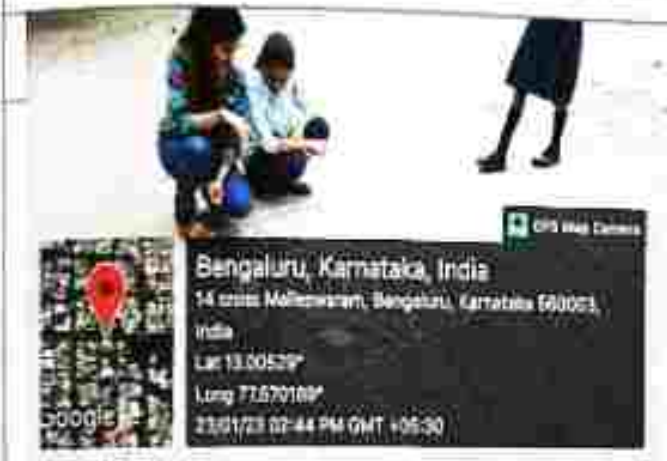 GPS Map Camera
Bengaluru, Karnataka, India
14 cross Malleswaram, Bengaluru, Karnataka 560003,
India
Lat 13.00529°
Long 77.570189°
23/01/23 02:44 PM GMT +05:30
Google